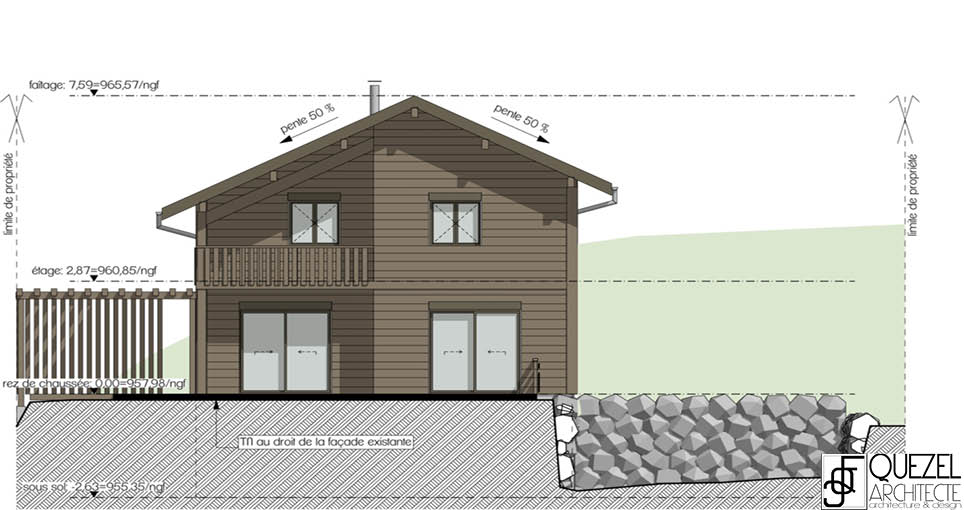 faîtage: 7,59=965,57/ngf
pente 50 %
pente 50 %
limite de propriété
limite de propriété
étage: 2,87=960,85/ngf
rez de chaussée: 0,00=957,98/ngf
TN au droit de la façade existante
sous sol: -2,63=955,35/ngf
QUEZEL
ARCHITECTE
architecture & design